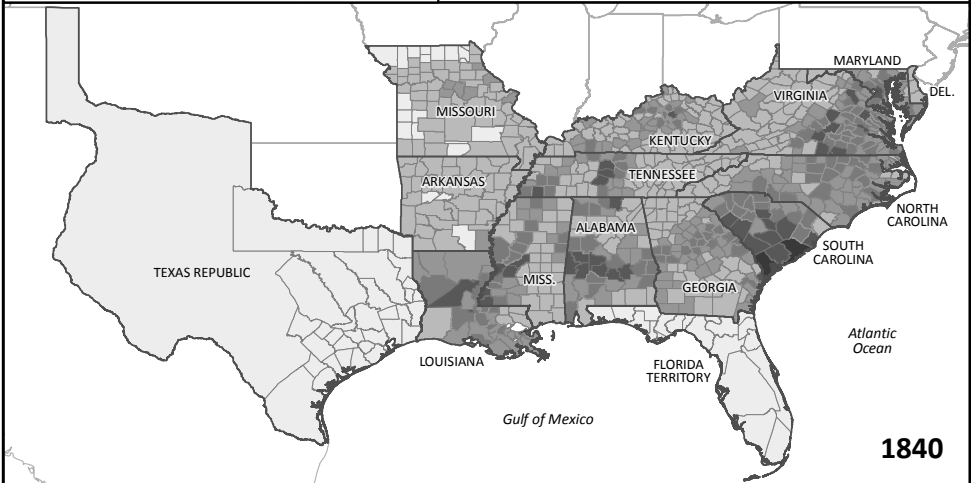 MARYLAND
DEL.
VIRGINIA
MISSOURI
KENTUCKY
TENNESSEE
ARKANSAS
NORTH
CAROLINA
ALABAMA
SOUTH
CAROLINA
TEXAS REPUBLIC
MISS.
GEORGIA
Atlantic
Ocean
LOUISIANA
FLORIDA
TERRITORY
Gulf of Mexico
1840